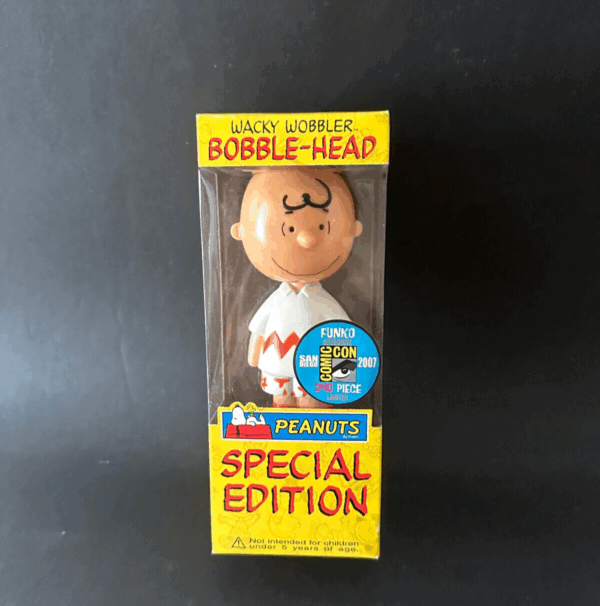 WACKY WOBBLER
BOBBLE-HEAD
FUNKO
SAN DIEGO
COMIC CON
2007
PIECE
PEANUTS
SPECIAL
EDITION
Not intended for children
under 5 years of age.